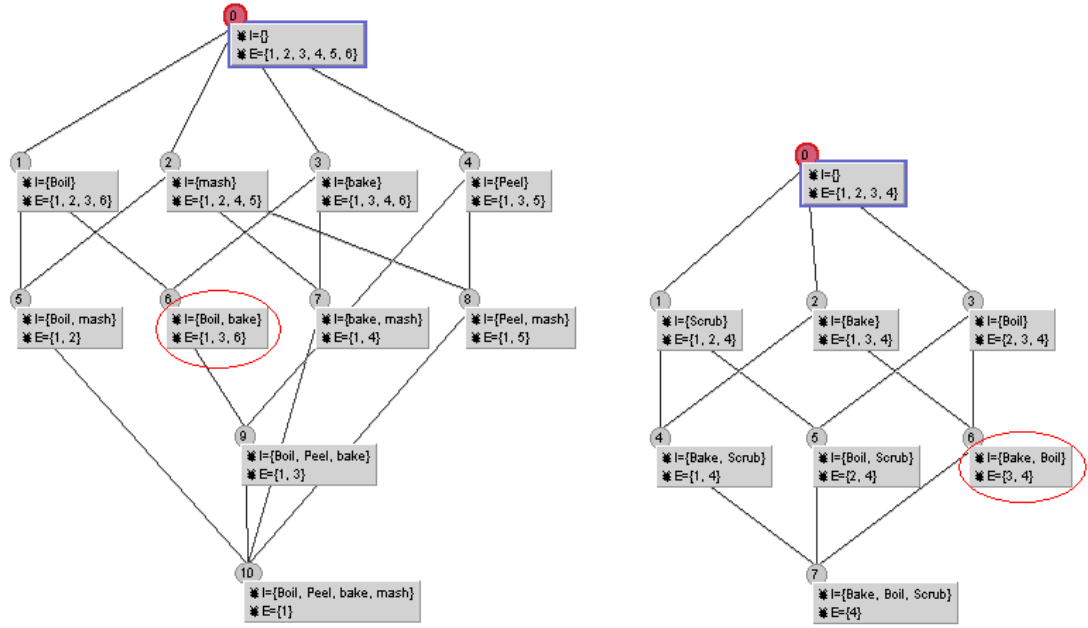 0
I={}
E={1, 2, 3, 4, 5, 6}
1
I={Boil}
E={1, 2, 3, 6}
2
I={mash}
E={1, 2, 4, 5}
3
I={bake}
E={1, 3, 4, 6}
4
I={Peel}
E={1, 3, 5}
5
I={Boil, mash}
E={1, 2}
6
I={Boil, bake}
E={1, 3, 6}
7
I={bake, mash}
E={1, 4}
8
I={Peel, mash}
E={1, 5}
9
I={Boil, Peel, bake}
E={1, 3}
10
I={Boil, Peel, bake, mash}
E={1}
0
I={}
E={1, 2, 3, 4}
1
I={Scrub}
E={1, 2, 4}
2
I={Bake}
E={1, 3, 4}
3
I={Boil}
E={2, 3, 4}
4
I={Bake, Scrub}
E={1, 4}
5
I={Boil, Scrub}
E={2, 4}
6
I={Bake, Boil}
E={3, 4}
7
I={Bake, Boil, Scrub}
E={4}